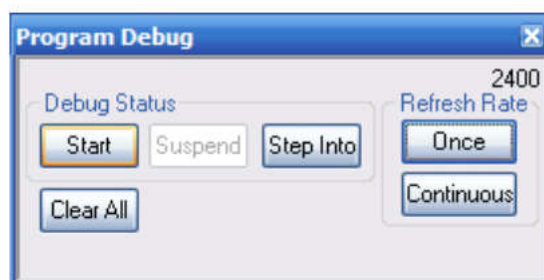 Program Debug
2400
Debug Status
Refresh Rate
Start
Suspend
Step Into
Once
Clear All
Continuous